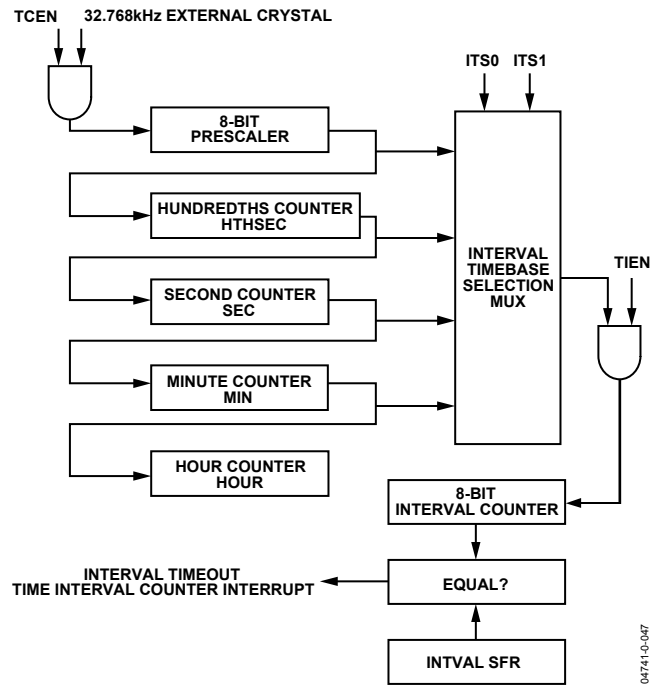 TCEN 32.768kHz EXTERNAL CRYSTAL
ITS0 ITS1
8-BIT
PRESCALER
HUNDREDTHS COUNTER
HTHSEC
INTERVAL
TIMEBASE
SELECTION
MUX
TIEN
SECOND COUNTER
SEC
MINUTE COUNTER
MIN
HOUR COUNTER
HOUR
8-BIT
INTERVAL COUNTER
INTERVAL TIMEOUT
TIME INTERVAL COUNTER INTERRUPT
EQUAL?
INTVAL SFR
04741-0-047